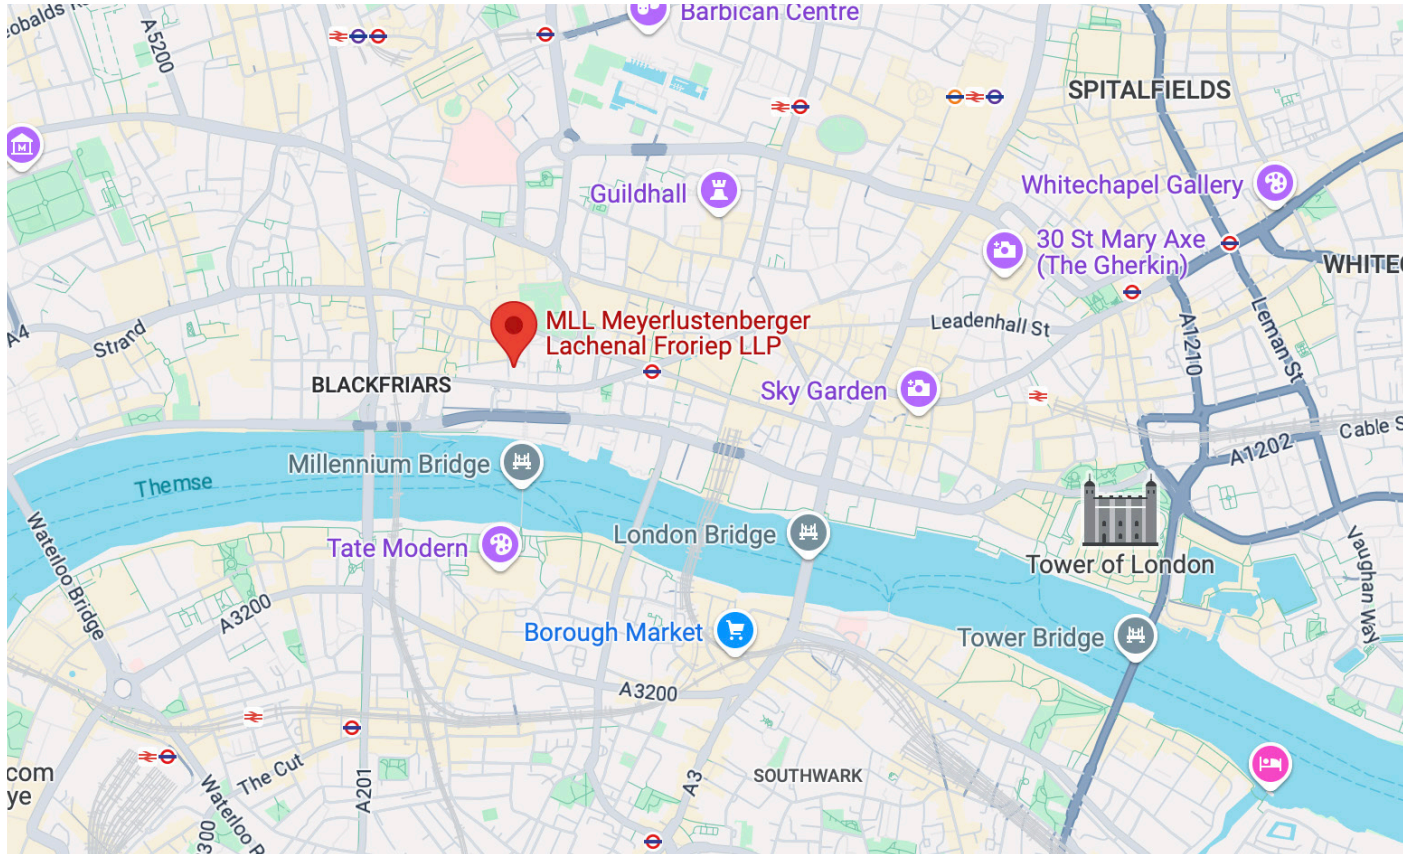 eobalds R
A5200
Barbican Centre
SPITALFIELDS
Guildhall
Whitechapel Gallery
30 St Mary Axe
(The Gherkin)
WHITEC
A4
Strand
MLL Meyerlustenberger
Lachenal Froriep LLP
Leadenhall St
A1210
Leman St
BLACKFRIARS
Sky Garden
Cable S
A1202
Millennium Bridge
Themse
Waterloo Bridge
Tate Modern
London Bridge
Tower of London
Vaughan Way
A3200
Borough Market
Tower Bridge
A3200
com
ye
The Cut
A201
A3
SOUTHWARK
Waterloo R
300